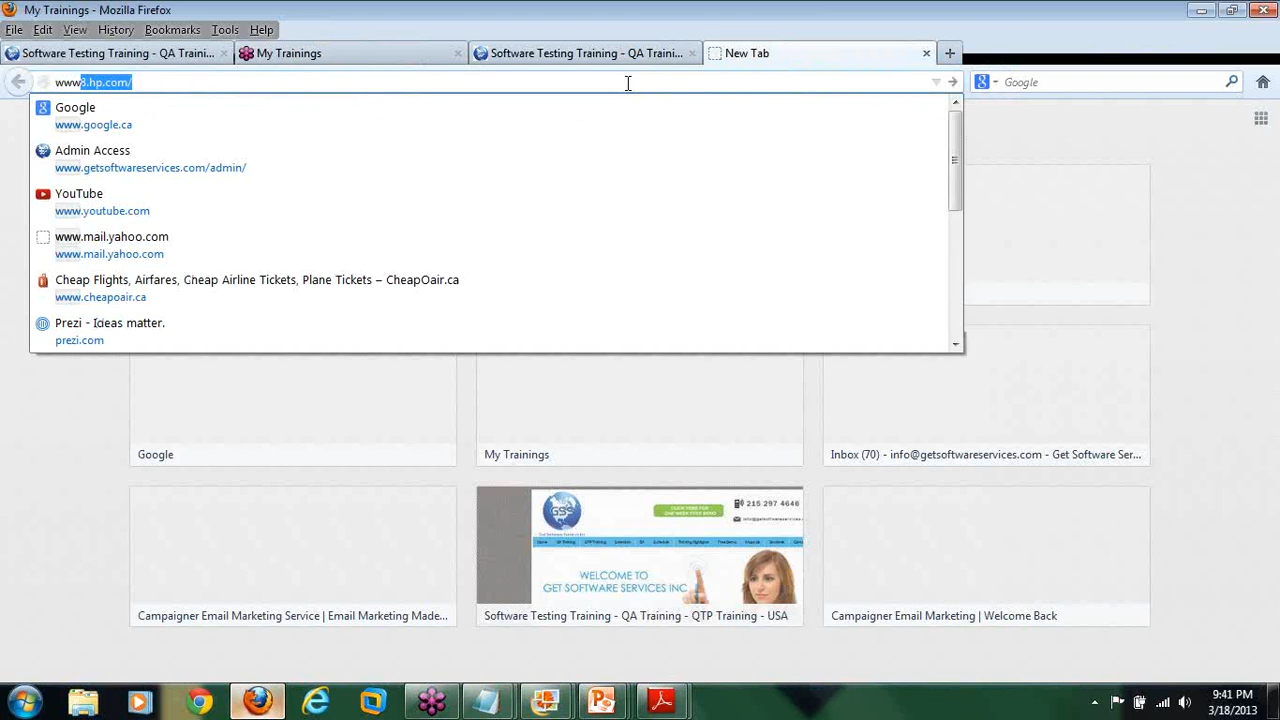 My Trainings - Mozilla Firefox
File Edit View History Bookmarks Tools Help
Software Testing Training - QA Traini... My Trainings Software Testing Training - QA Traini... New Tab
www8.hp.com/ Google
Google
www.google.ca
Admin Access
www.getsoftwareservices.com/admin/
YouTube
www.youtube.com
www.mail.yahoo.com
www.mail.yahoo.com
Cheap Flights, Airfares, Cheap Airline Tickets, Plane Tickets – CheapOair.ca
www.cheapoair.ca
Prezi - Ideas matter.
prezi.com
Google My Trainings Inbox (70) - info@getsoftwareservices.com - Get Software Ser...
GSS
215 297 4646
WELCOME TO
GET SOFTWARE SERVICES INC
Campaigner Email Marketing Service | Email Marketing Made... Software Testing Training - QA Training - QTP Training - USA Campaigner Email Marketing | Welcome Back
9:41 PM
3/18/2013